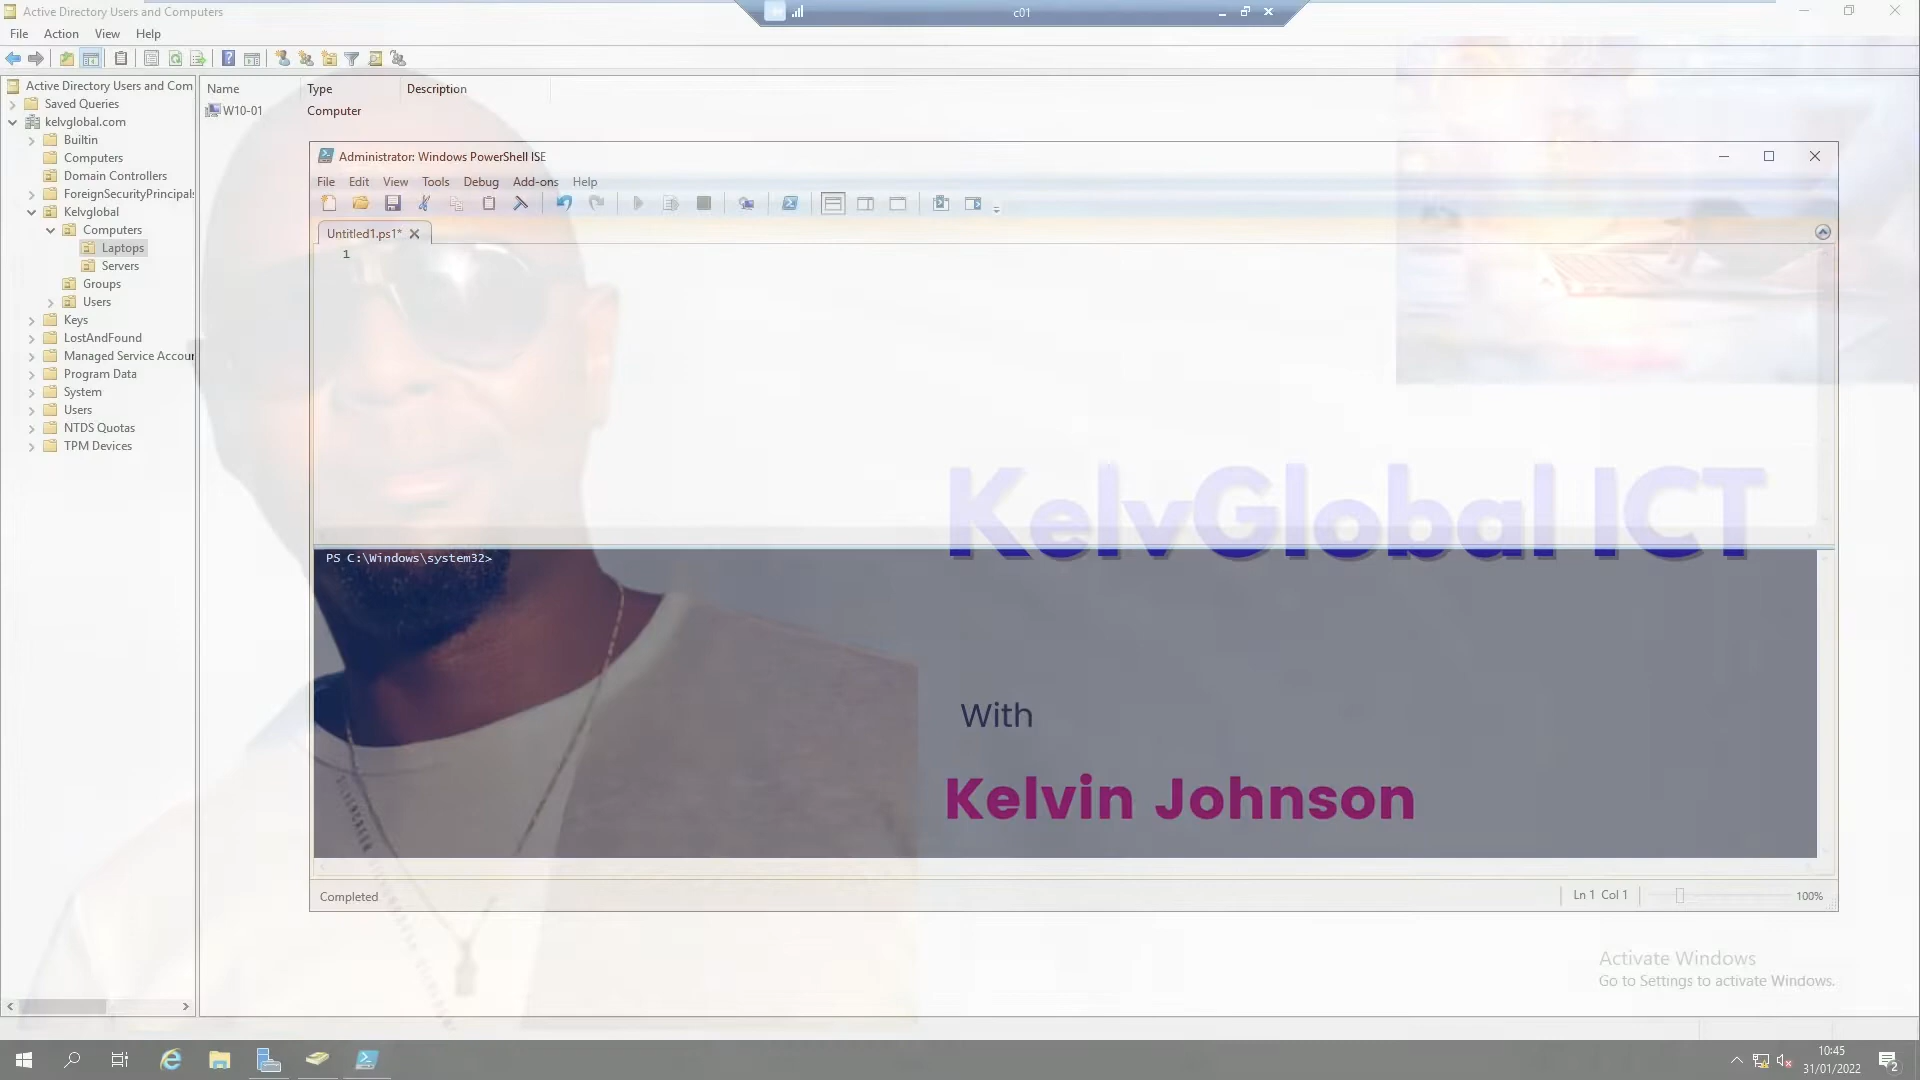 Active Directory Users and Computers
c01
File Action View Help
Active Directory Users and Com
Saved Queries
kelvglobal.com
Builtin
Computers
Domain Controllers
ForeignSecurityPrincipals
Kelvglobal
Computers
Laptops
Servers
Groups
Users
Keys
LostAndFound
Managed Service Accoun
Program Data
System
Users
NTDS Quotas
TPM Devices
Name Type Description
W10-01 Computer
Administrator: Windows PowerShell ISE
File Edit View Tools Debug Add-ons Help
Untitled1.ps1*
1
KelvGlobal ICT
PS C:\Windows\system32>
With
Kelvin Johnson
Completed
Ln 1 Col 1
100%
Activate Windows
Go to Settings to activate Windows.
10:45
31/01/2022
2